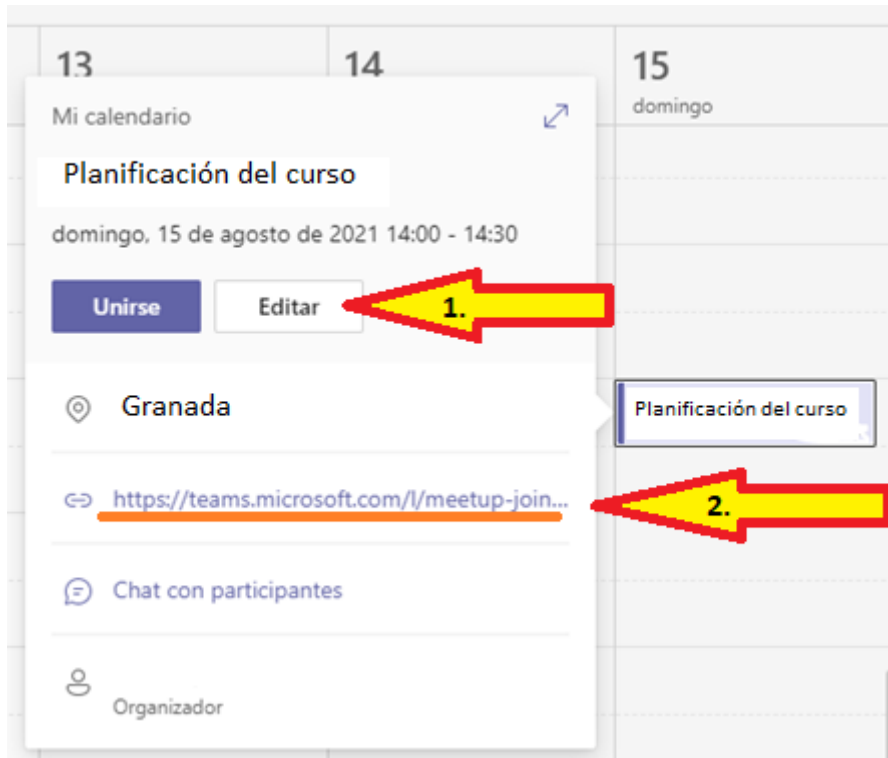 13
14
15
domingo
Mi calendario
Planificación del curso
domingo, 15 de agosto de 2021 14:00 - 14:30
Unirse
Editar
1.
Granada
Planificación del curso
https://teams.microsoft.com/l/meetup-join...
2.
Chat con participantes
Organizador